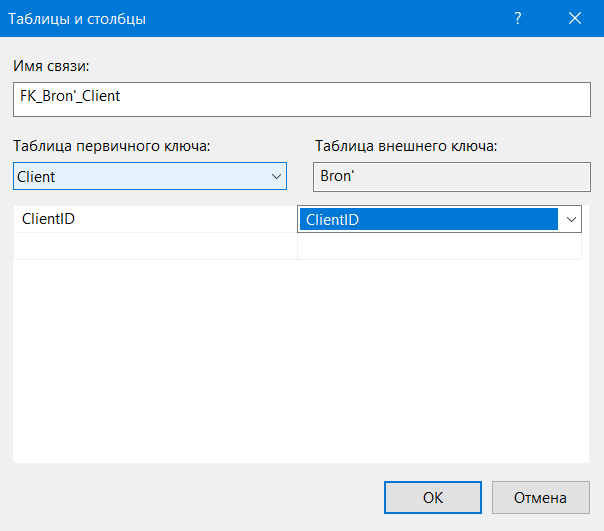 Таблицы и столбцы
?
Имя связи:
FK_Bron'_Client
Таблица первичного ключа: Таблица внешнего ключа:
Client Bron'
ClientID ClientID
OK Отмена